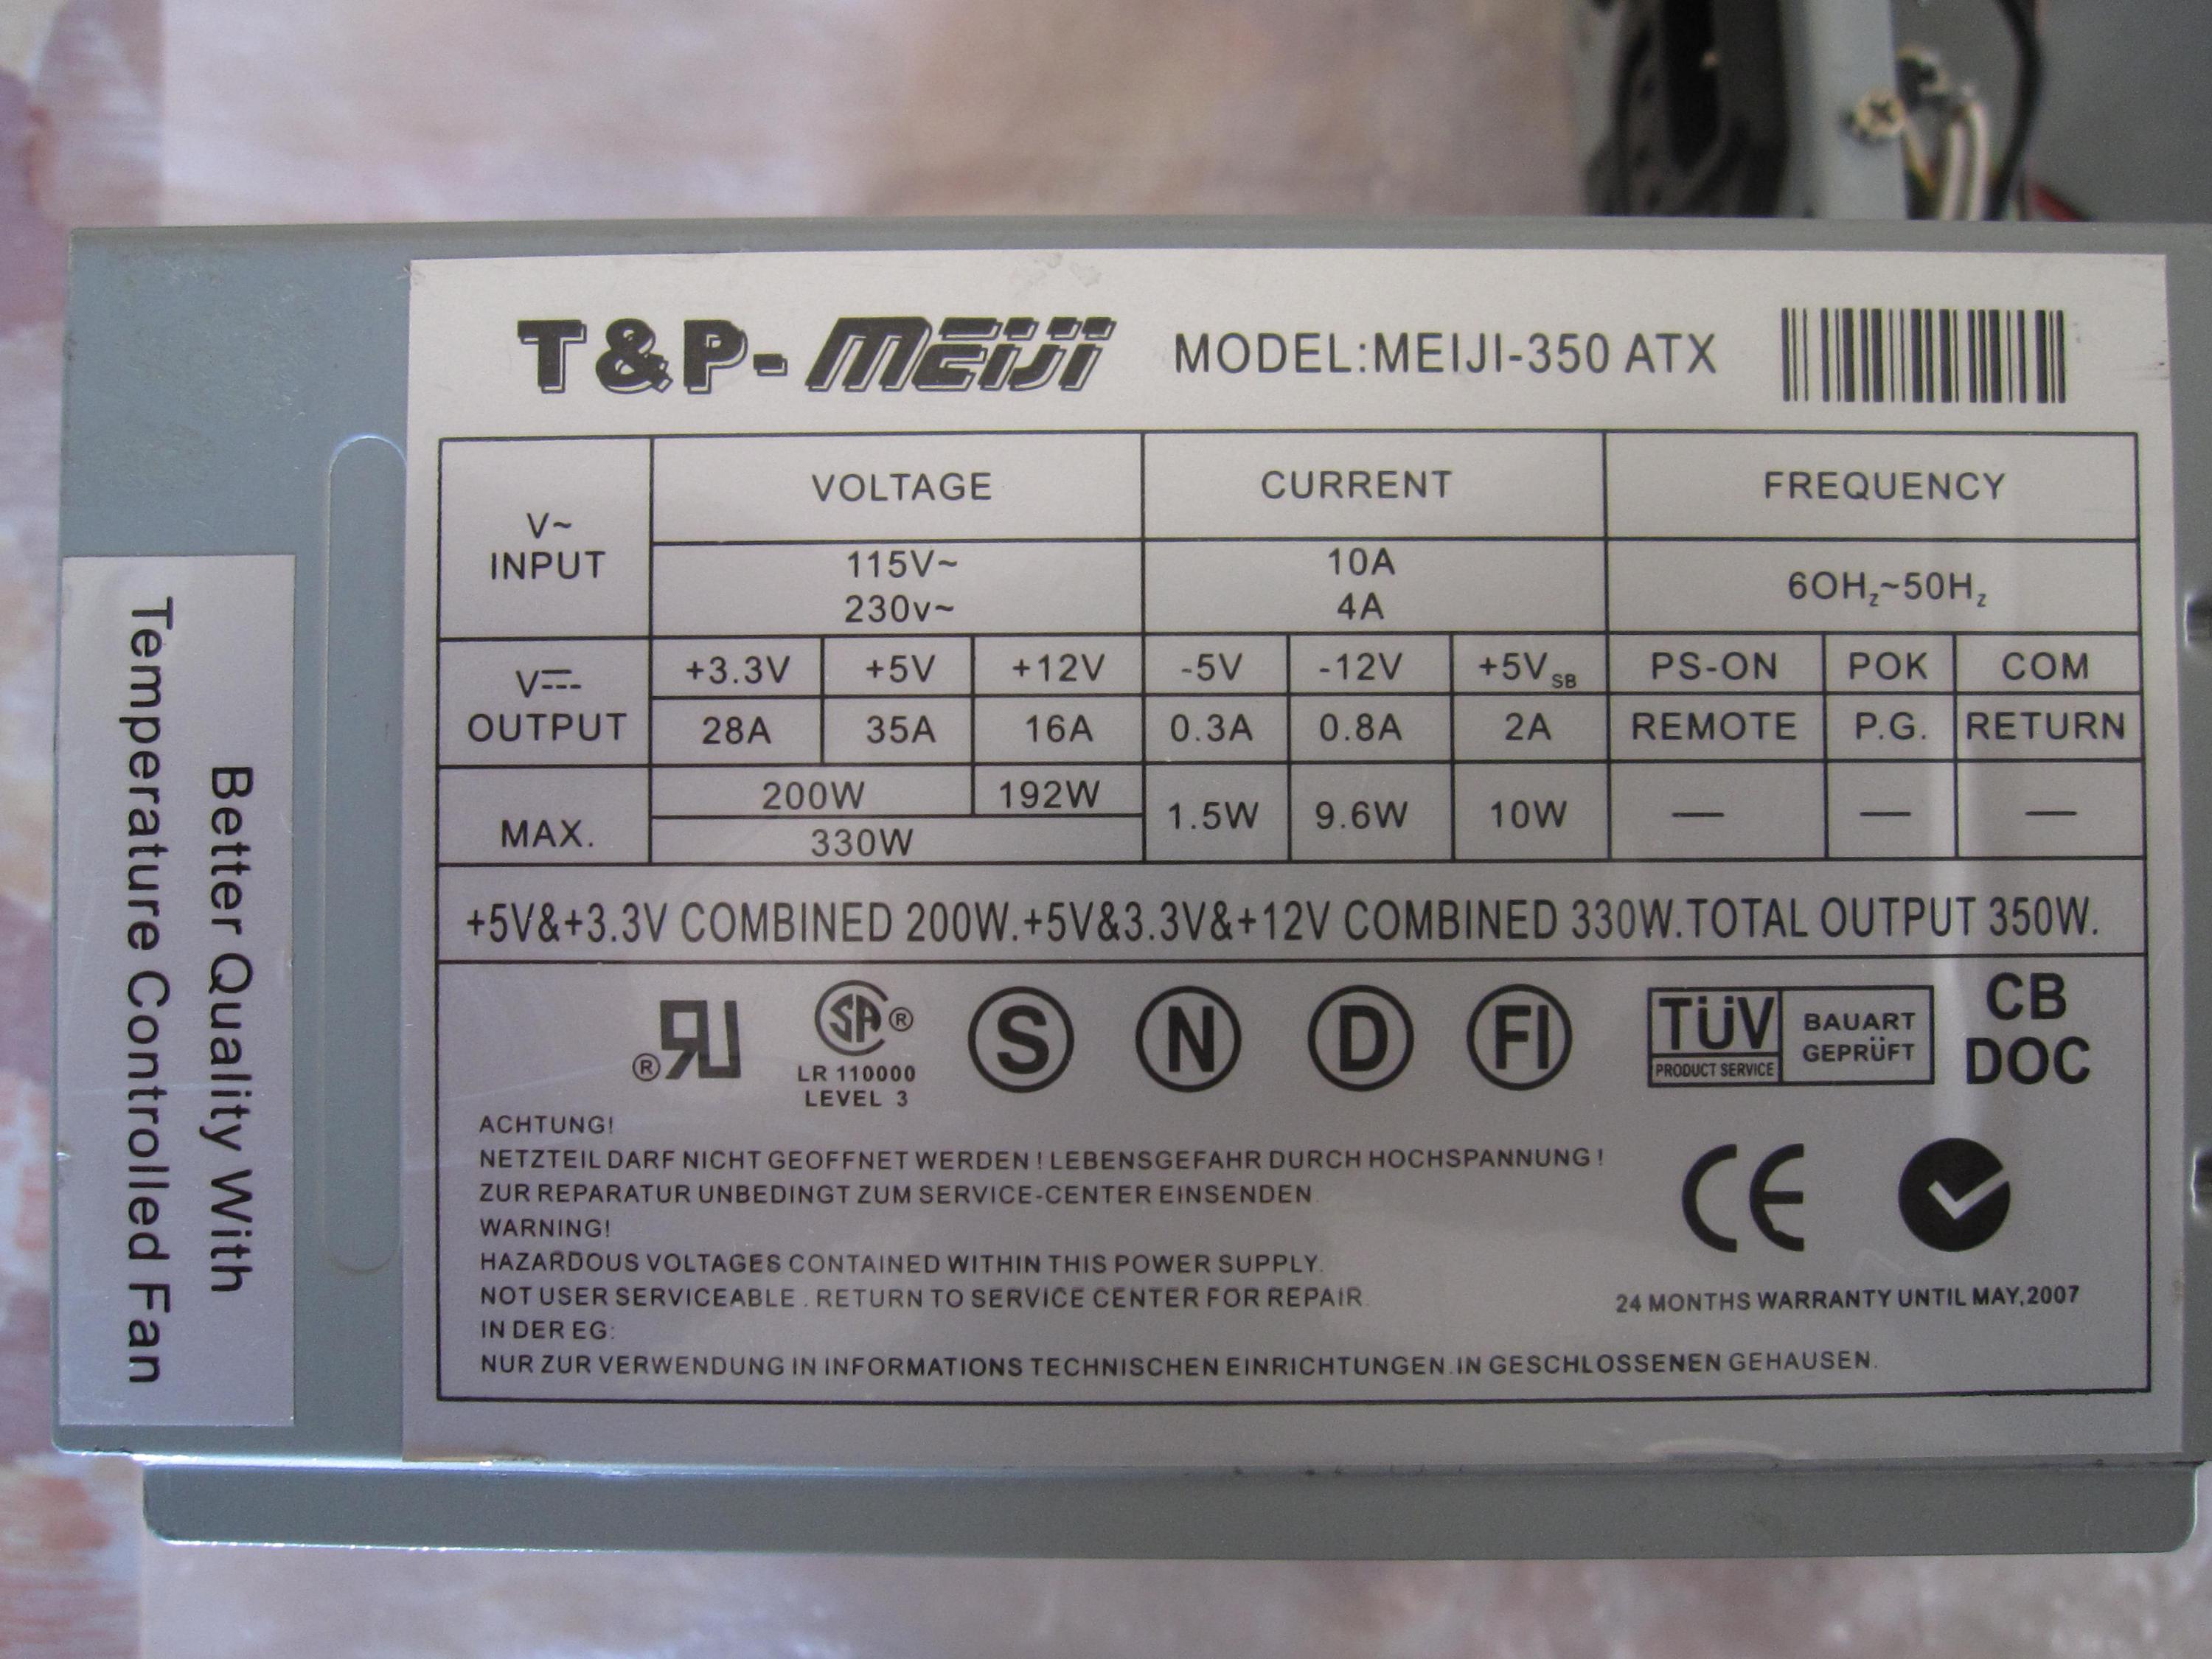 T&P-MEIJI MODEL:MEIJI-350 ATX
V~ INPUT
VOLTAGE CURRENT FREQUENCY
115V~ 10A 6OHz~50Hz
230v~ 4A
V⎓ OUTPUT
+3.3V +5V +12V -5V -12V +5VSB PS-ON POK COM
28A 35A 16A 0.3A 0.8A 2A REMOTE P.G. RETURN
MAX.
200W 192W 1.5W 9.6W 10W — — —
330W
+5V&+3.3V COMBINED 200W.+5V&3.3V&+12V COMBINED 330W.TOTAL OUTPUT 350W.
®RU SA® S N D FI TÜV BAUART CB
PRODUCT SERVICE GEPRÜFT DOC
LR 110000
LEVEL 3
ACHTUNG!
NETZTEIL DARF NICHT GEOFFNET WERDEN ! LEBENSGEFAHR DURCH HOCHSPANNUNG !
ZUR REPARATUR UNBEDINGT ZUM SERVICE-CENTER EINSENDEN.
WARNING!
HAZARDOUS VOLTAGES CONTAINED WITHIN THIS POWER SUPPLY.
NOT USER SERVICEABLE . RETURN TO SERVICE CENTER FOR REPAIR.
IN DER EG:
NUR ZUR VERWENDUNG IN INFORMATIONS TECHNISCHEN EINRICHTUNGEN.IN GESCHLOSSENEN GEHAUSEN.
CE
24 MONTHS WARRANTY UNTIL MAY,2007
Better Quality With
Temperature Controlled Fan